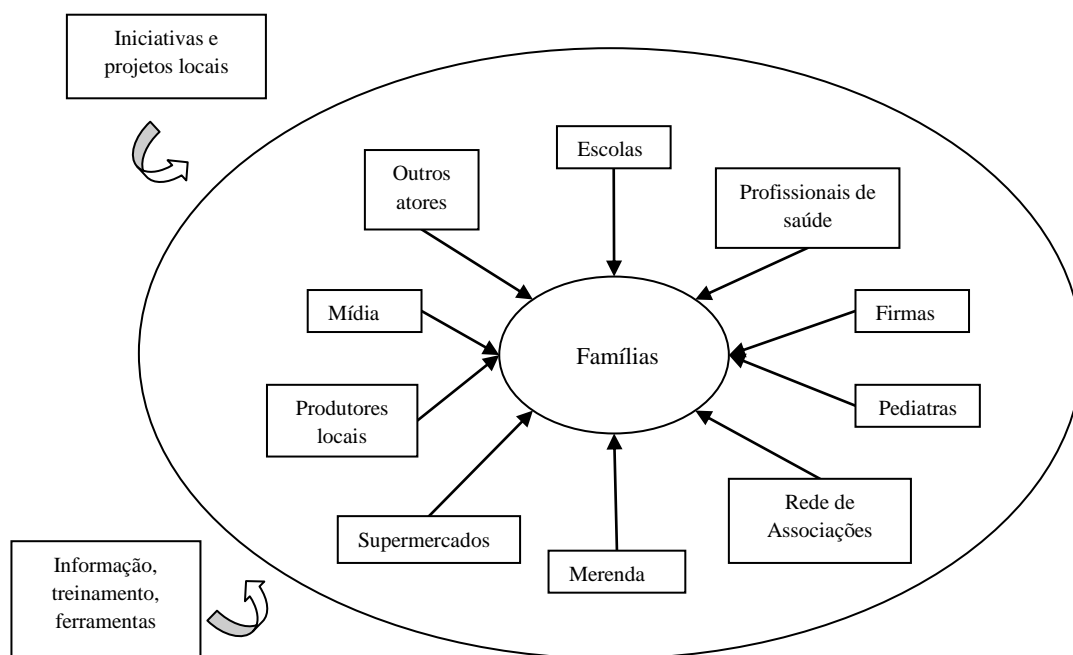 Iniciativas e
projetos locais
Escolas
Outros
atores
Profissionais de
saúde
Mídia
Firmas
Famílias
Produtores
locais
Pediatras
Rede de
Associações
Supermercados
Merenda
Informação,
treinamento,
ferramentas